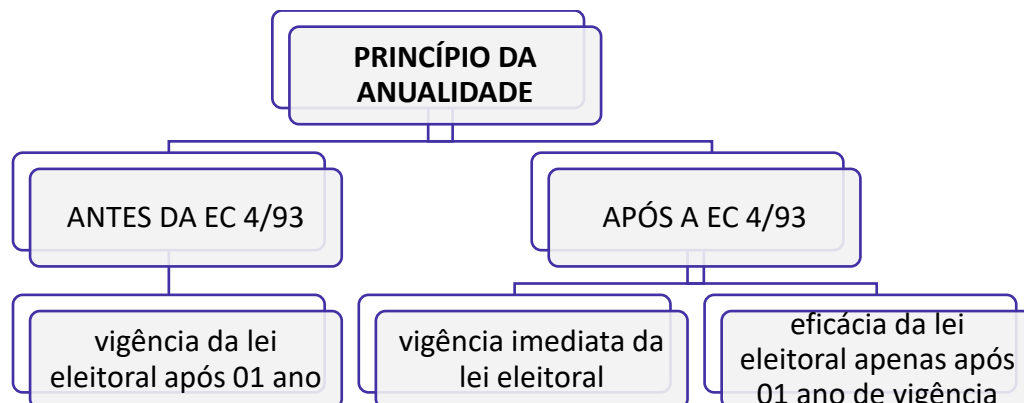 PRINCÍPIO DA
ANUALIDADE
ANTES DA EC 4/93
APÓS A EC 4/93
vigência da lei
eleitoral após 01 ano
vigência imediata da
lei eleitoral
eficácia da lei
eleitoral apenas após
01 ano de vigência